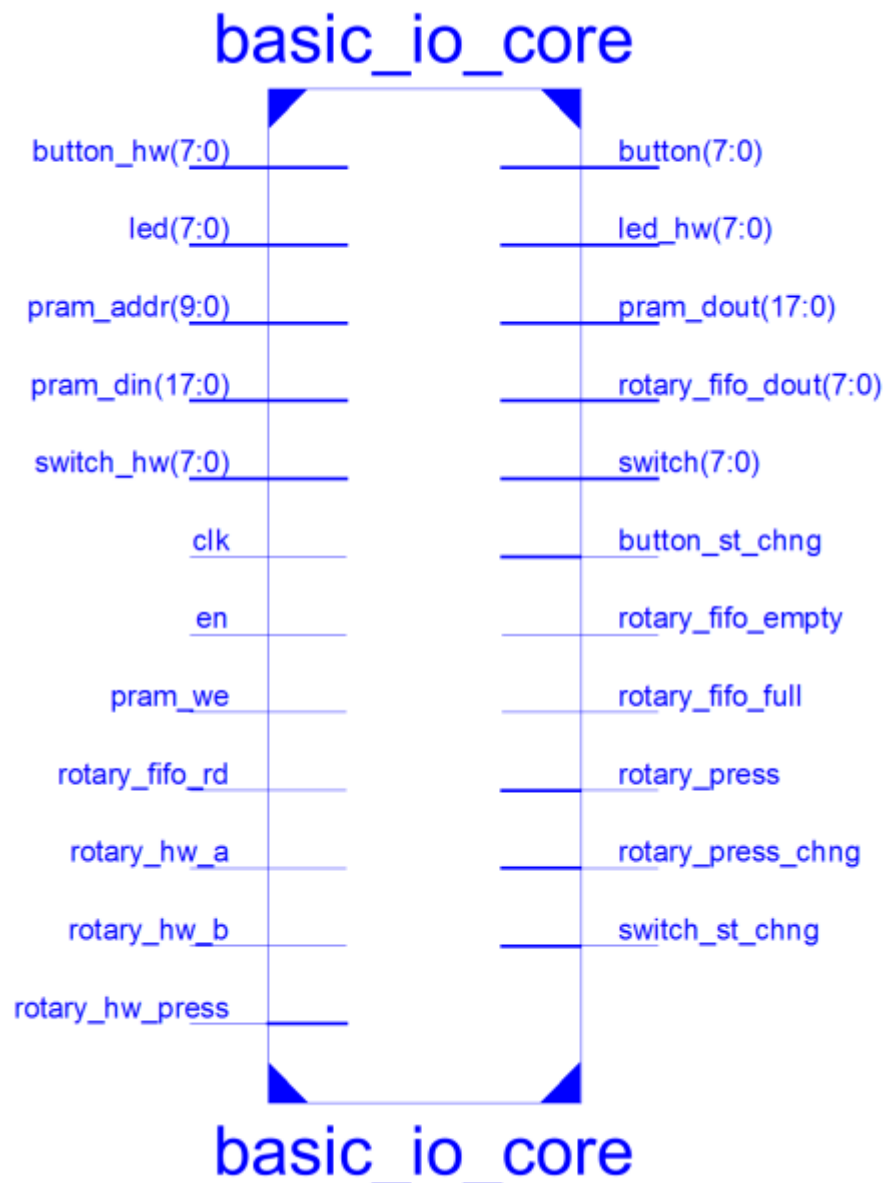 basic_io_core
button_hw(7:0) button(7:0)
led(7:0) led_hw(7:0)
pram_addr(9:0) pram_dout(17:0)
pram_din(17:0) rotary_fifo_dout(7:0)
switch_hw(7:0) switch(7:0)
clk button_st_chng
en rotary_fifo_empty
pram_we rotary_fifo_full
rotary_fifo_rd rotary_press
rotary_hw_a rotary_press_chng
rotary_hw_b switch_st_chng
rotary_hw_press
basic_io_core